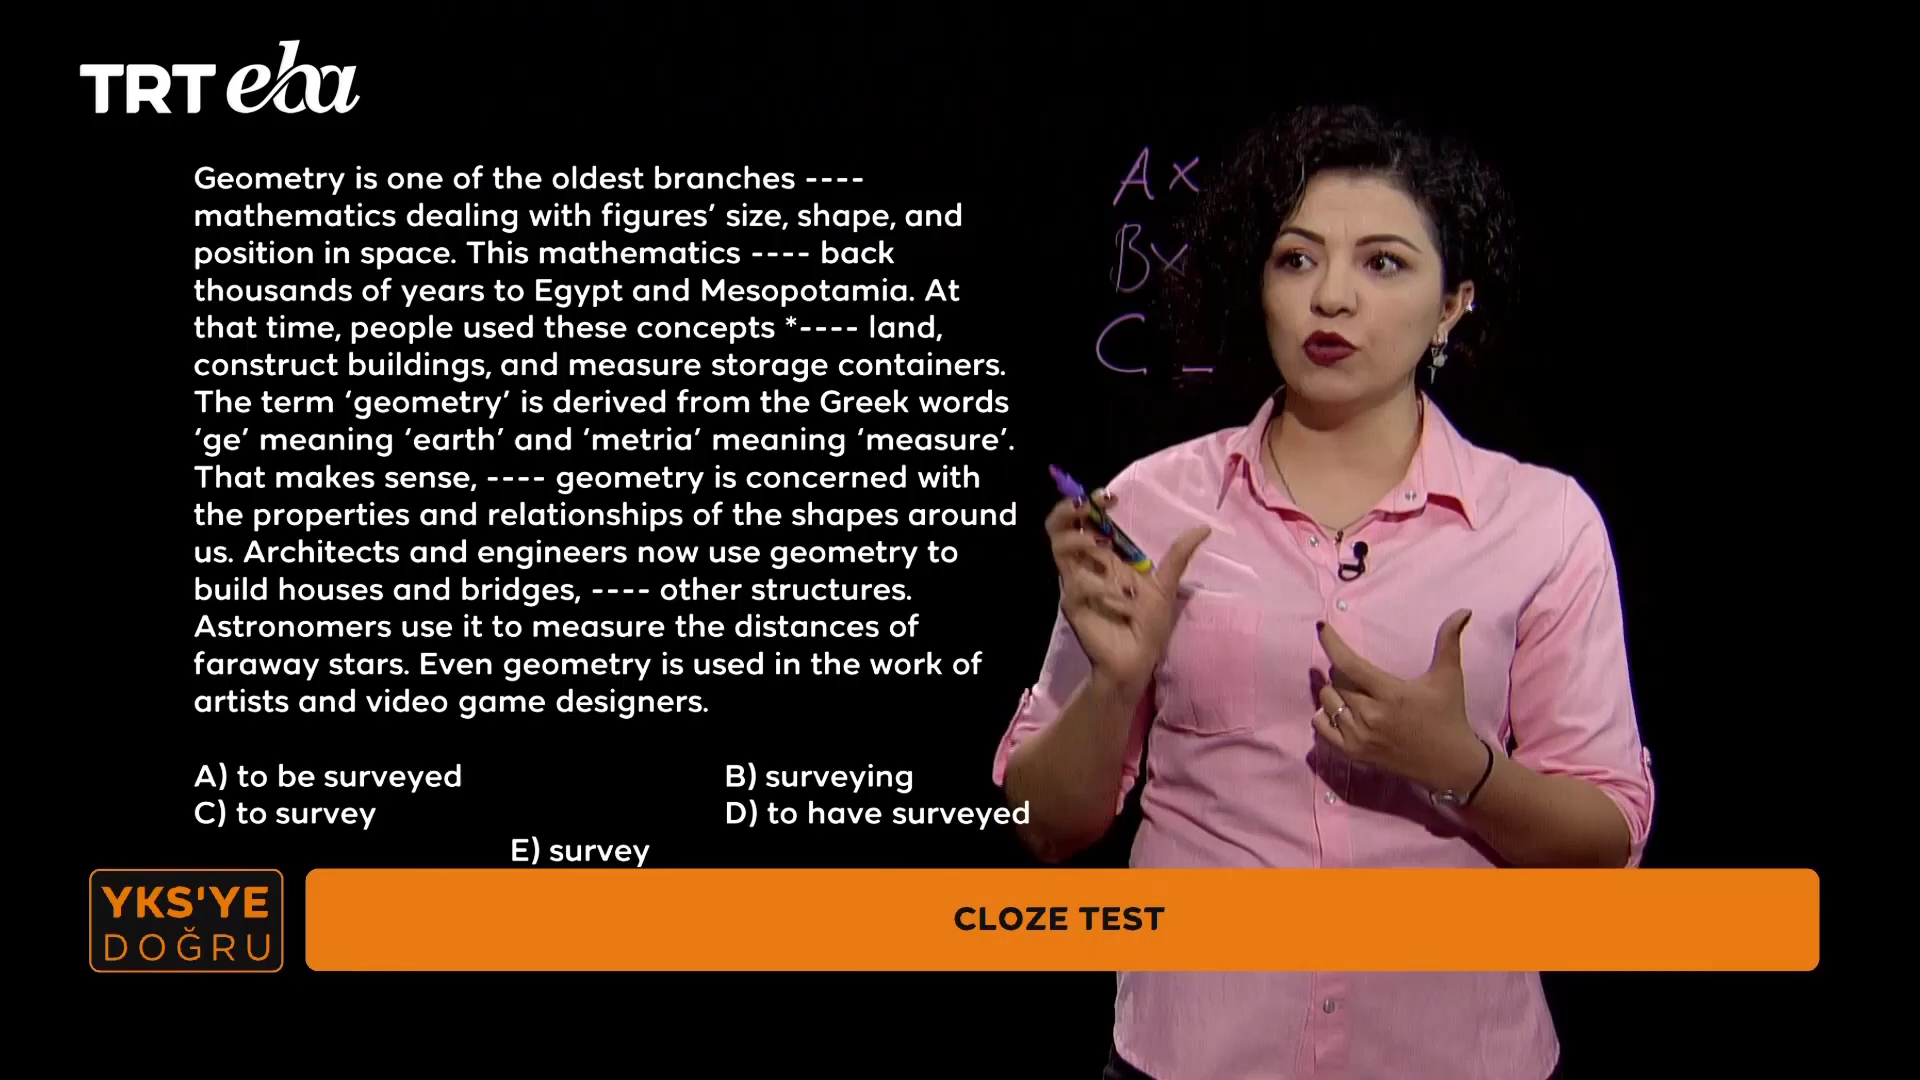 TRT eba
Geometry is one of the oldest branches ----
mathematics dealing with figures’ size, shape, and
position in space. This mathematics ---- back
thousands of years to Egypt and Mesopotamia. At
that time, people used these concepts *---- land,
construct buildings, and measure storage containers.
The term ‘geometry’ is derived from the Greek words
‘ge’ meaning ‘earth’ and ‘metria’ meaning ‘measure’.
That makes sense, ---- geometry is concerned with
the properties and relationships of the shapes around
us. Architects and engineers now use geometry to
build houses and bridges, ---- other structures.
Astronomers use it to measure the distances of
faraway stars. Even geometry is used in the work of
artists and video game designers.
A) to be surveyed B) surveying
C) to survey D) to have surveyed
E) survey
A x
B x
C _
YKS'YE
DOĞRU
CLOZE TEST